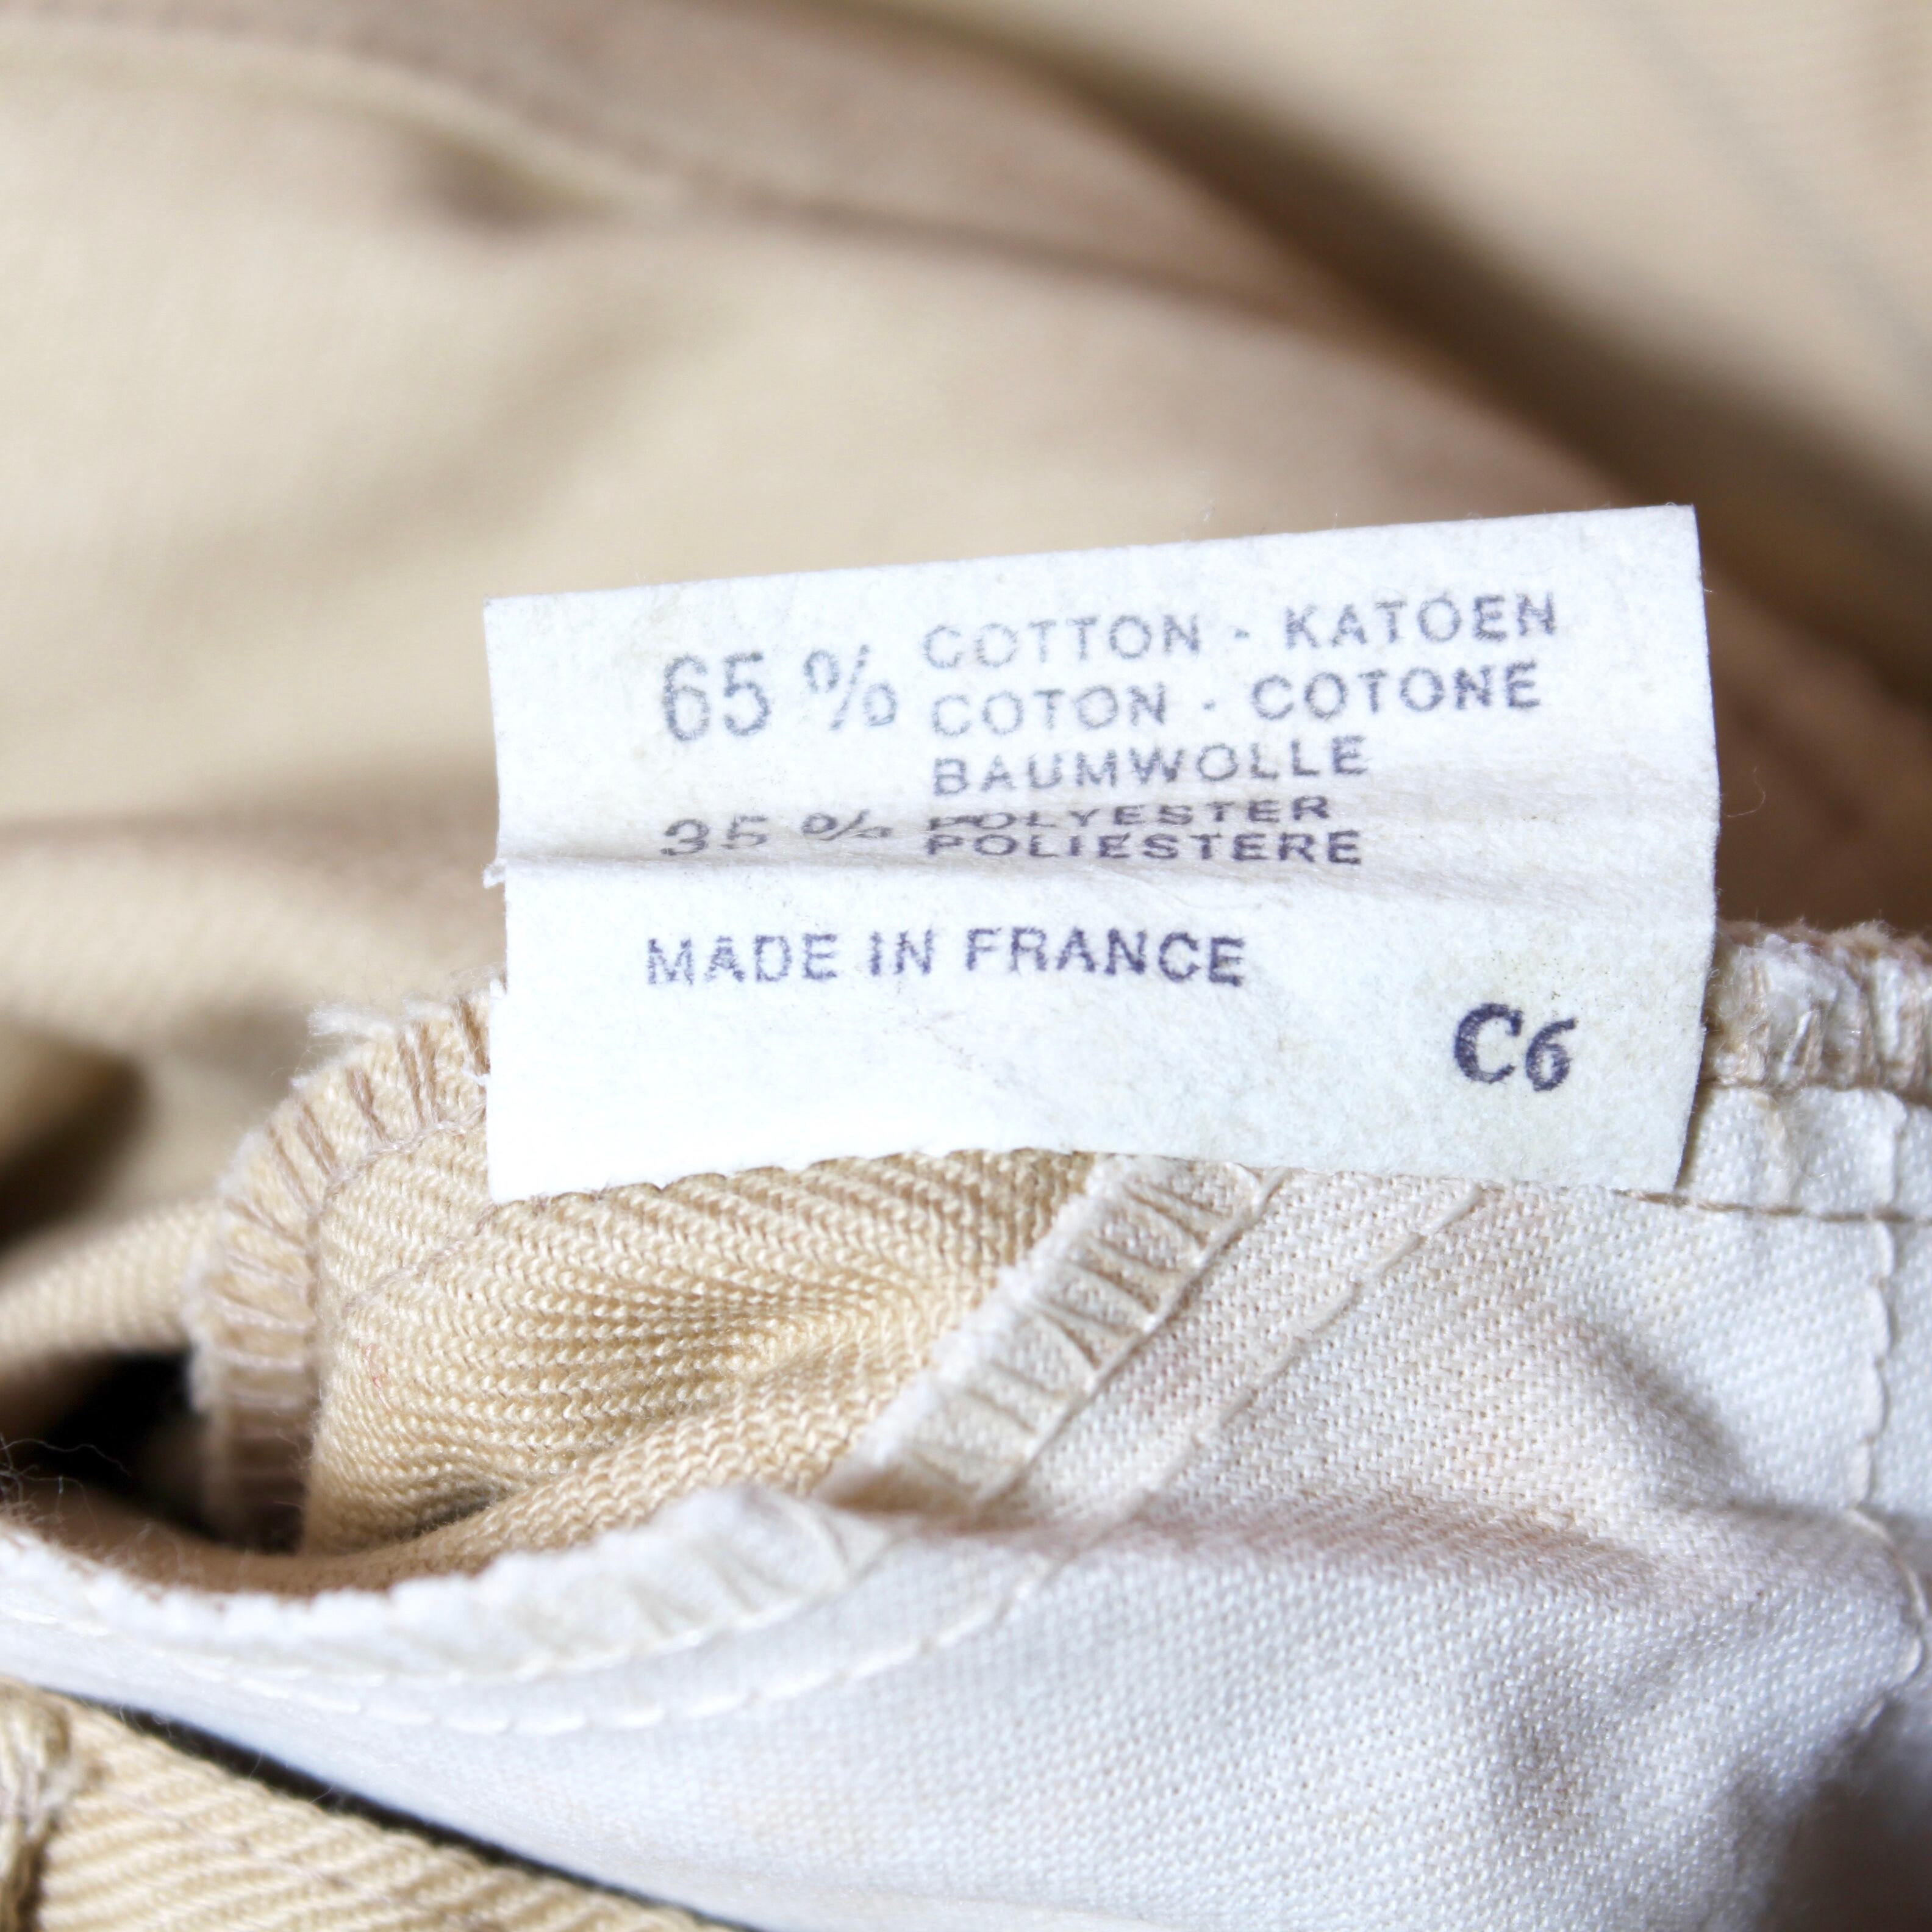 65 % COTTON - KATOEN
COTON - COTONE
BAUMWOLLE
35 % POLYESTER
POLIESTERE
MADE IN FRANCE
C6